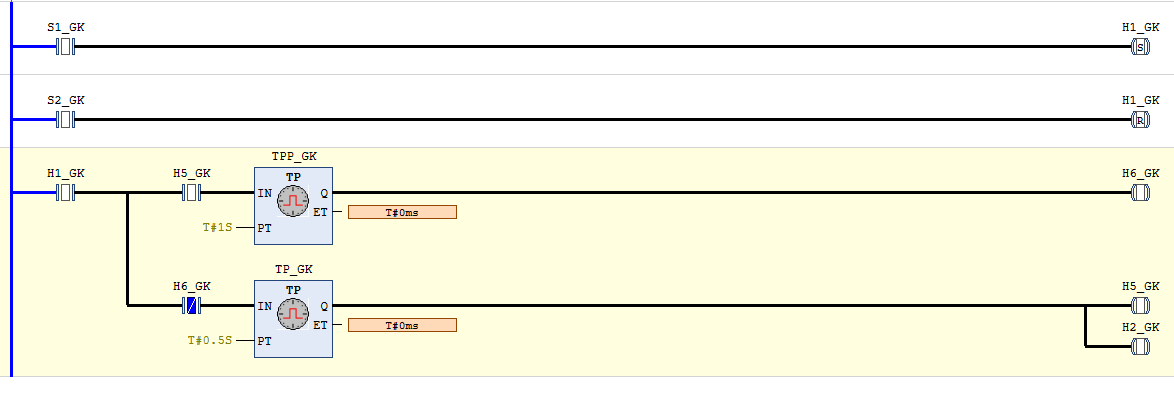 S1_GK H1_GK
S
S2_GK H1_GK
R
TPP_GK
H1_GK H5_GK TP H6_GK
IN Q
ET T#0ms
T#1S PT
TP_GK
H6_GK TP H5_GK
IN Q
ET T#0ms H2_GK
T#0.5S PT